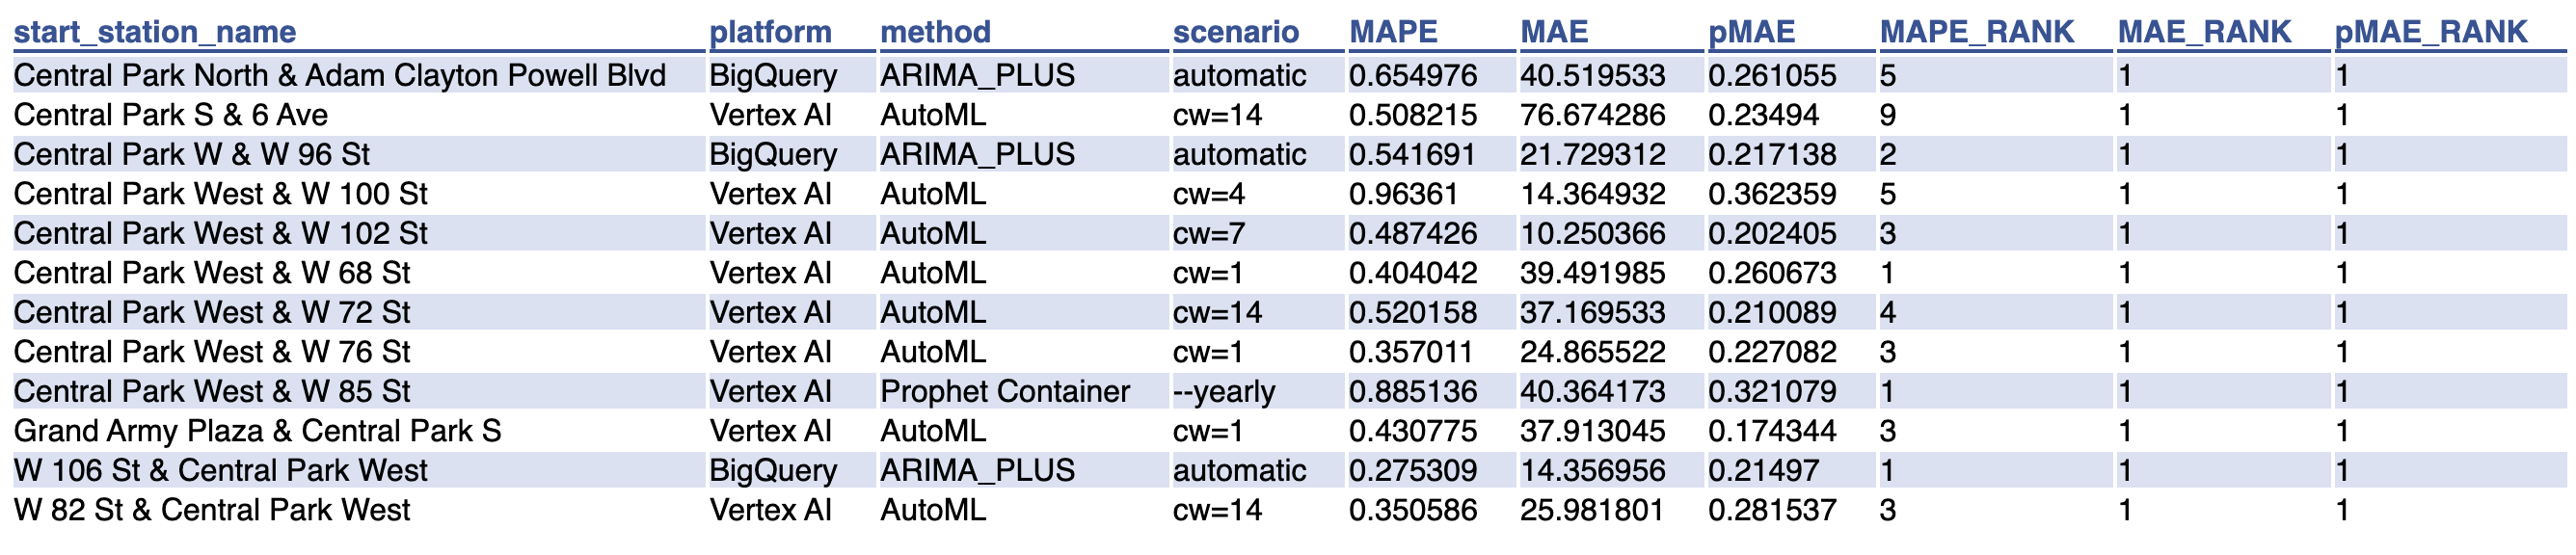 start_station_name platform method scenario MAPE MAE pMAE MAPE_RANK MAE_RANK pMAE_RANK
Central Park North & Adam Clayton Powell Blvd BigQuery ARIMA_PLUS automatic 0.654976 40.519533 0.261055 5 1 1
Central Park S & 6 Ave Vertex AI AutoML cw=14 0.508215 76.674286 0.23494 9 1 1
Central Park W & W 96 St BigQuery ARIMA_PLUS automatic 0.541691 21.729312 0.217138 2 1 1
Central Park West & W 100 St Vertex AI AutoML cw=4 0.96361 14.364932 0.362359 5 1 1
Central Park West & W 102 St Vertex AI AutoML cw=7 0.487426 10.250366 0.202405 3 1 1
Central Park West & W 68 St Vertex AI AutoML cw=1 0.404042 39.491985 0.260673 1 1 1
Central Park West & W 72 St Vertex AI AutoML cw=14 0.520158 37.169533 0.210089 4 1 1
Central Park West & W 76 St Vertex AI AutoML cw=1 0.357011 24.865522 0.227082 3 1 1
Central Park West & W 85 St Vertex AI Prophet Container --yearly 0.885136 40.364173 0.321079 1 1 1
Grand Army Plaza & Central Park S Vertex AI AutoML cw=1 0.430775 37.913045 0.174344 3 1 1
W 106 St & Central Park West BigQuery ARIMA_PLUS automatic 0.275309 14.356956 0.21497 1 1 1
W 82 St & Central Park West Vertex AI AutoML cw=14 0.350586 25.981801 0.281537 3 1 1